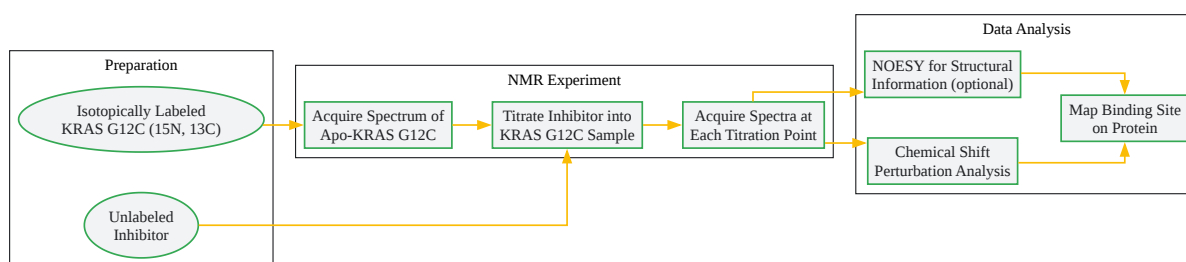 Preparation
Isotopically Labeled
KRAS G12C (15N, 13C)
Unlabeled
Inhibitor
NMR Experiment
Acquire Spectrum of
Apo-KRAS G12C
Titrate Inhibitor into
KRAS G12C Sample
Acquire Spectra at
Each Titration Point
Data Analysis
NOESY for Structural
Information (optional)
Chemical Shift
Perturbation Analysis
Map Binding Site
on Protein